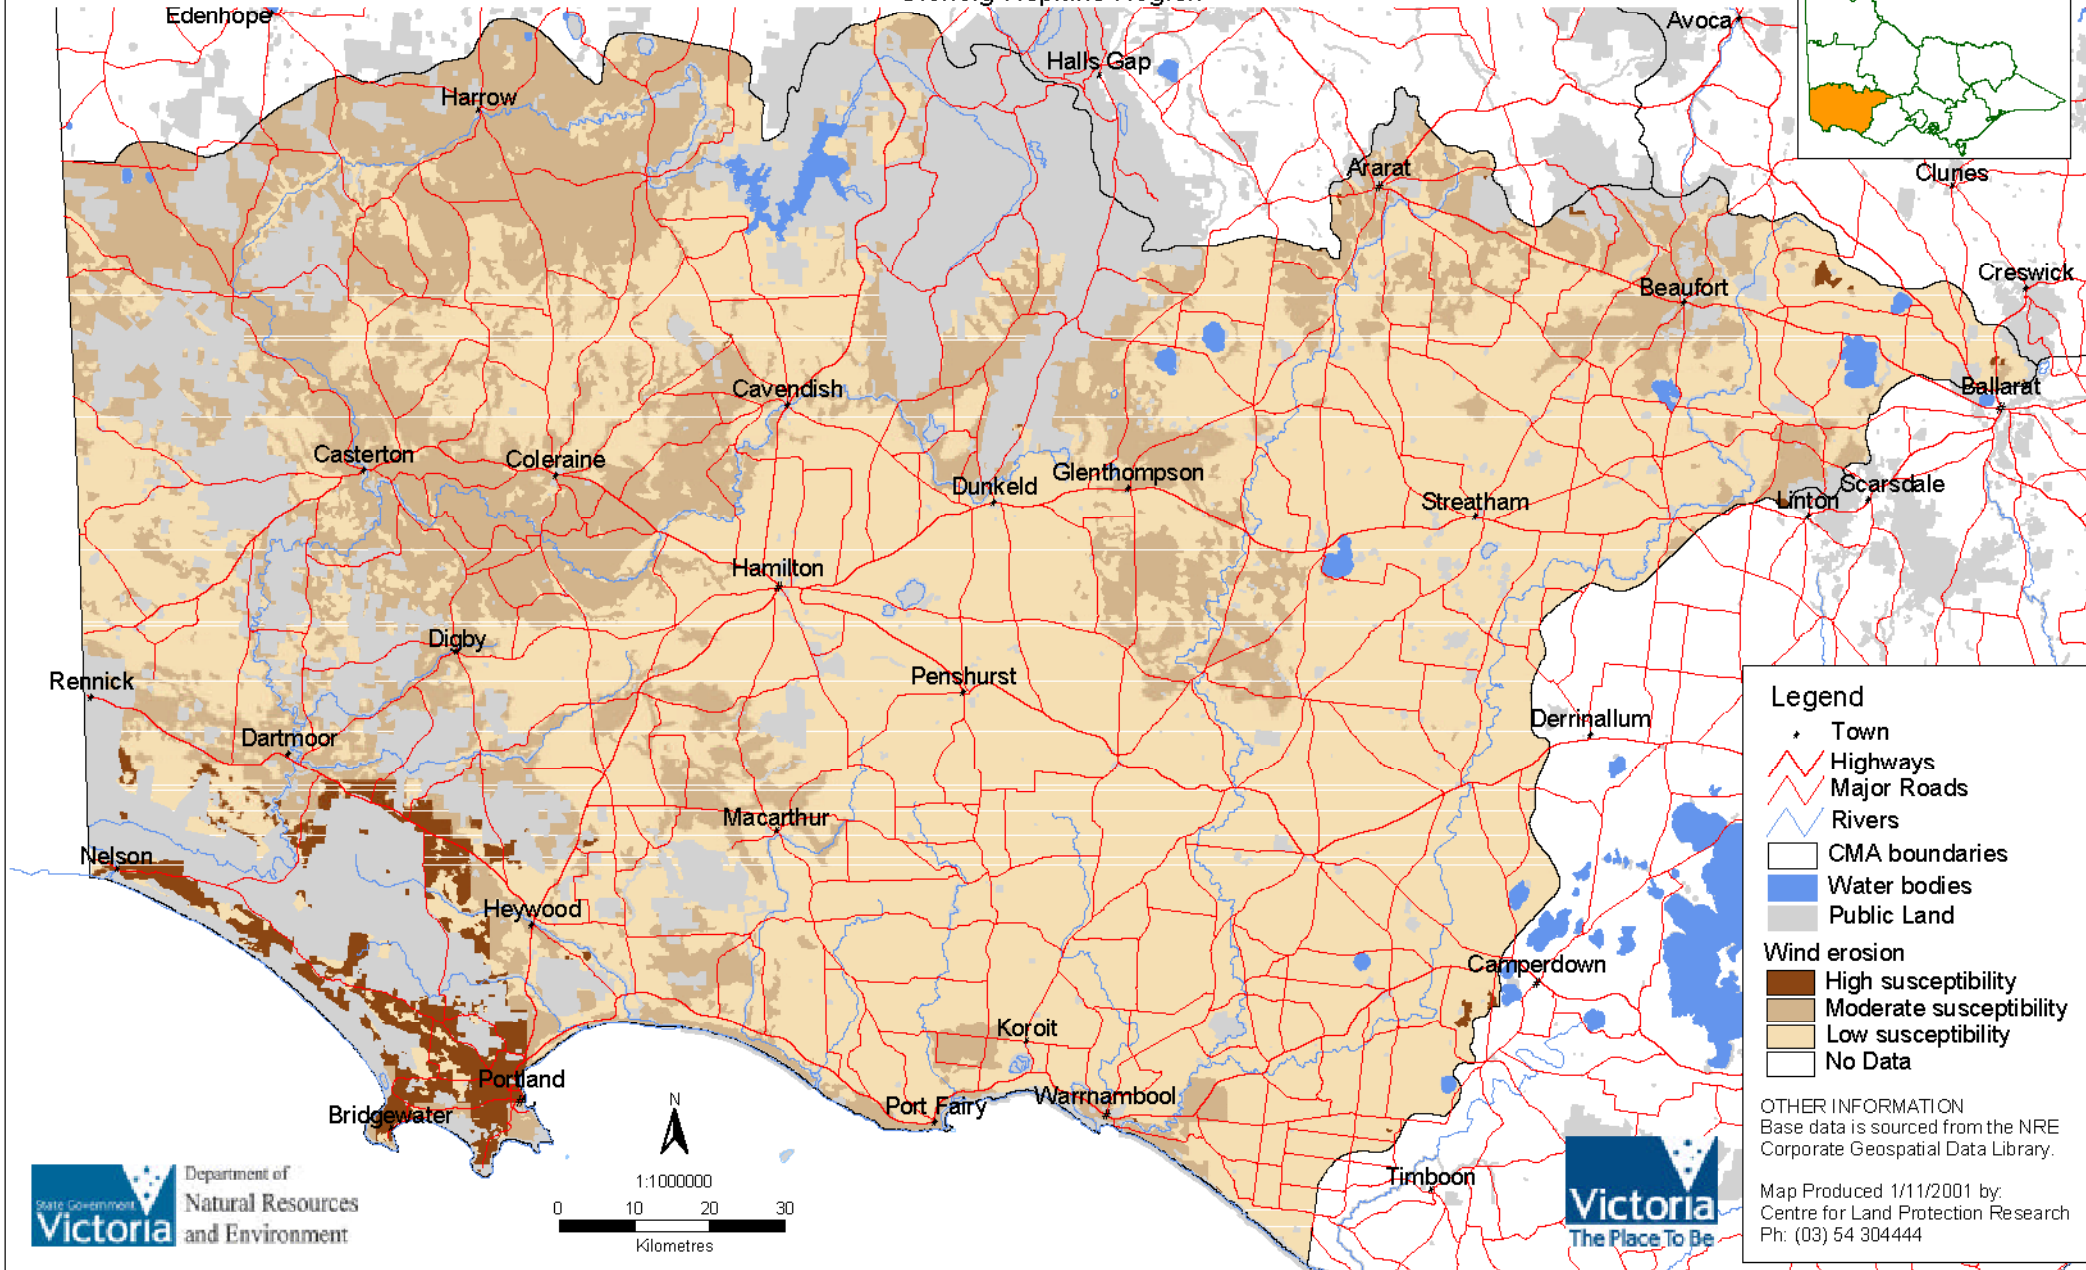 Edenhope
Avoca
Halls Gap
Harrow
Ararat
Clunes
Creswick
Beaufort
Cavendish
Ballarat
Casterton
Coleraine
Dunkeld
Glenthompson
Streatham
Linton
Scarsdale
Hamilton
Digby
Rennick
Penshurst
Derrinallum
Dartmoor
Macarthur
Nelson
Heywood
Camperdown
Koroit
Portland
Bridgewater
Port Fairy
Warrnambool
Timboon
Legend
Town
Highways
Major Roads
Rivers
CMA boundaries
Water bodies
Public Land
Wind erosion
High susceptibility
Moderate susceptibility
Low susceptibility
No Data
OTHER INFORMATION
Base data is sourced from the NRE
Corporate Geospatial Data Library.
Map Produced 1/11/2001 by:
Centre for Land Protection Research
Ph: (03) 54 304444
State Government
Victoria
Department of
Natural Resources
and Environment
N
1:1000000
0 10 20 30
Kilometres
Victoria
The Place To Be